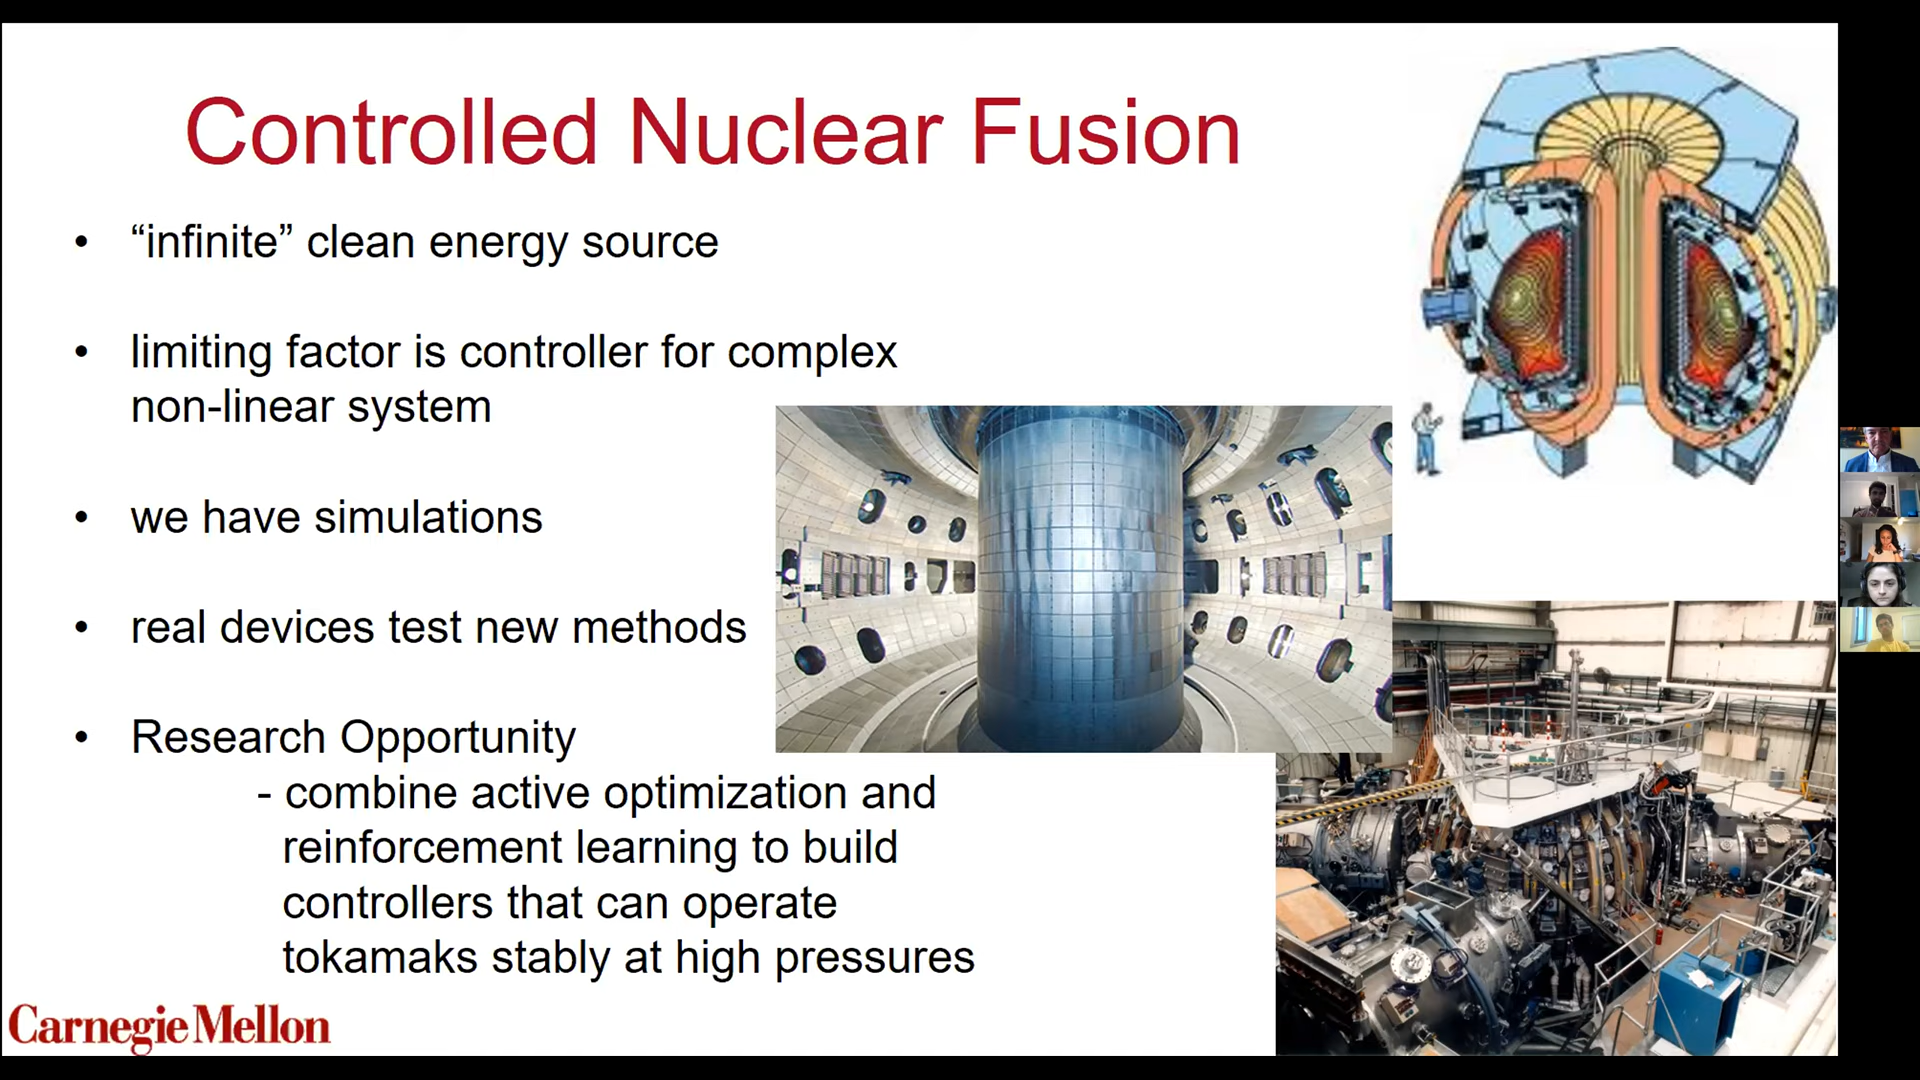 Controlled Nuclear Fusion
• “infinite” clean energy source
• limiting factor is controller for complex
non-linear system
• we have simulations
• real devices test new methods
• Research Opportunity
- combine active optimization and
reinforcement learning to build
controllers that can operate
tokamaks stably at high pressures
Carnegie Mellon